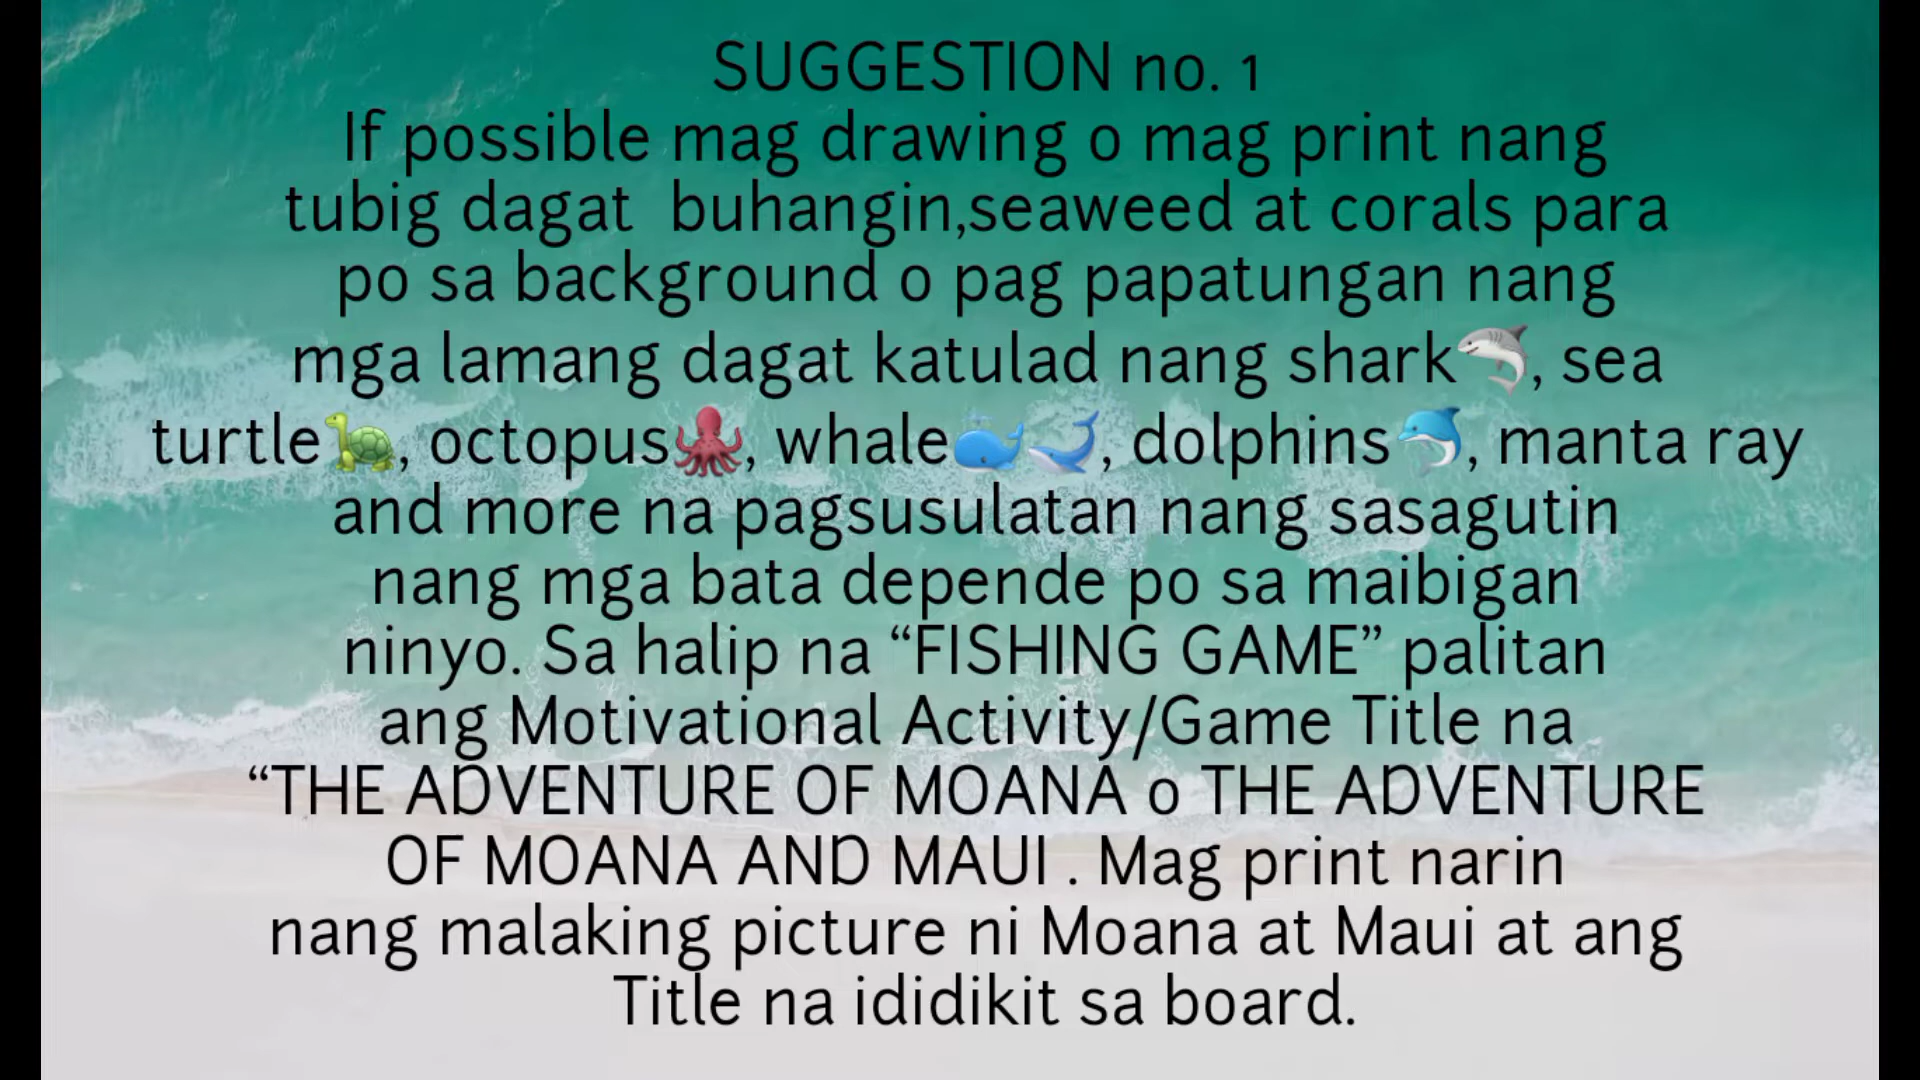 SUGGESTION no. 1
If possible mag drawing o mag print nang
tubig dagat  buhangin,seaweed at corals para
po sa background o pag papatungan nang
mga lamang dagat katulad nang shark🦈, sea
turtle🐢, octopus🐙, whale🐳🐋, dolphins🐬, manta ray
and more na pagsusulatan nang sasagutin
nang mga bata depende po sa maibigan
ninyo. Sa halip na “FISHING GAME” palitan
ang Motivational Activity/Game Title na
“THE ADVENTURE OF MOANA o THE ADVENTURE
OF MOANA AND MAUI . Mag print narin
nang malaking picture ni Moana at Maui at ang
Title na ididikit sa board.